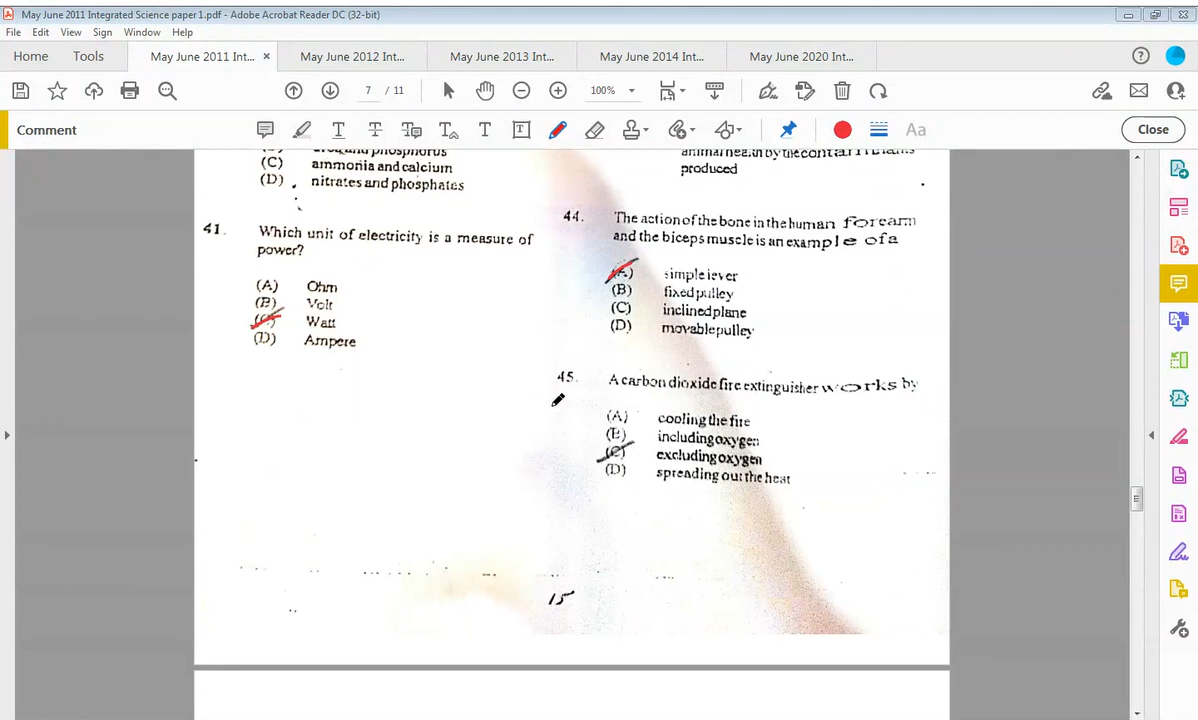 May June 2011 Integrated Science paper 1.pdf - Adobe Acrobat Reader DC (32-bit)
File Edit View Sign Window Help
Home Tools May June 2011 Int... × May June 2012 Int... May June 2013 Int... May June 2014 Int... May June 2020 Int...
7 / 11 100%
Comment
Close
(C) ammonia and calcium
(D) nitrates and phosphates
41. Which unit of electricity is a measure of
power?
(A) Ohm
(B) Volt
(C) Watt
(D) Ampere
produced
44. The action of the bone in the human forearm
and the biceps muscle is an example of a
(A) simple lever
(B) fixed pulley
(C) inclined plane
(D) movable pulley
45. A carbon dioxide fire extinguisher works by
(A) cooling the fire
(B) including oxygen
(C) excluding oxygen
(D) spreading out the heat
15